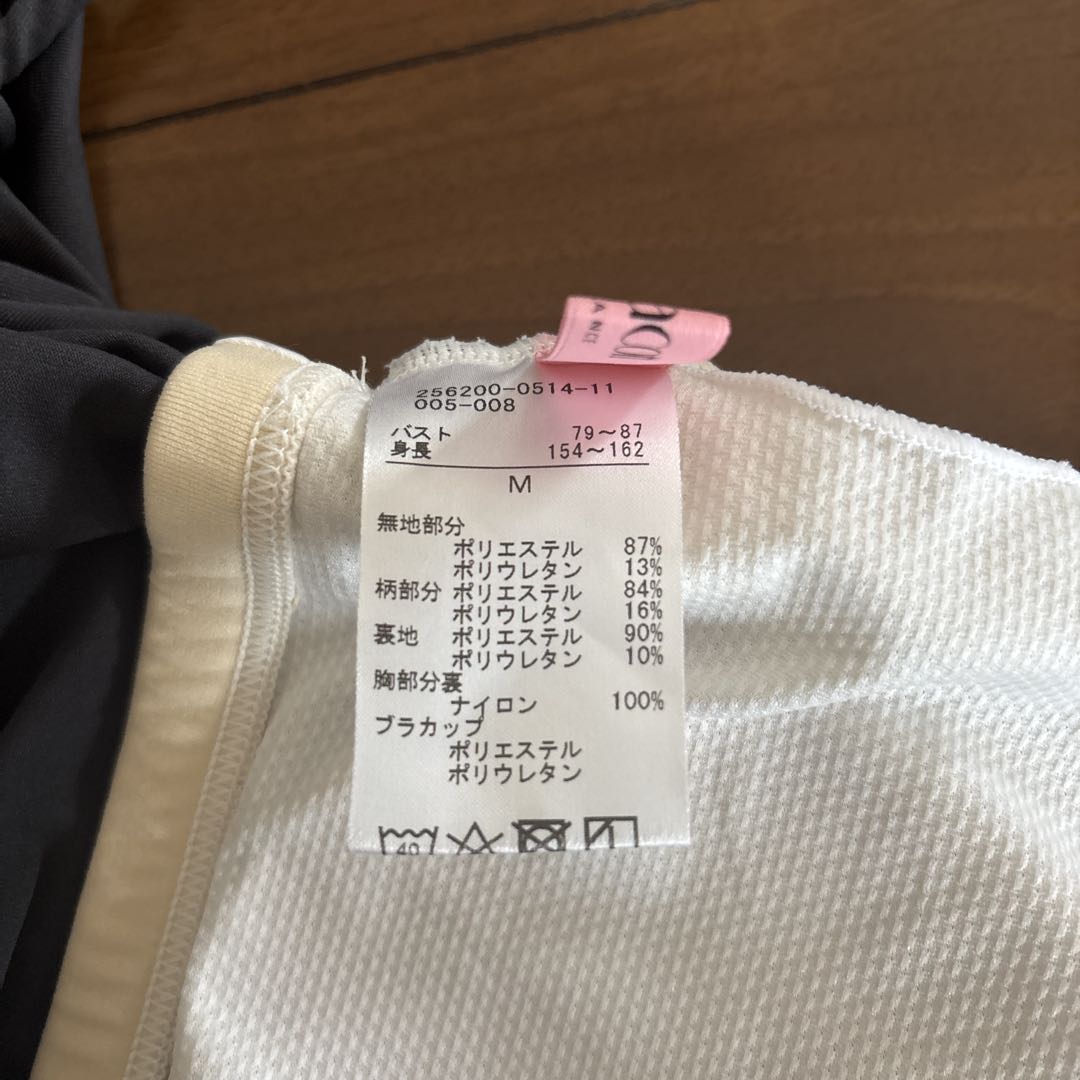 256200-0514-11
005-008
バスト 79～87
身長 154～162
M
無地部分
ポリエステル 87%
ポリウレタン 13%
柄部分 ポリエステル 84%
ポリウレタン 16%
裏地 ポリエステル 90%
ポリウレタン 10%
胸部分裏
ナイロン 100%
ブラカップ
ポリエステル
ポリウレタン
40